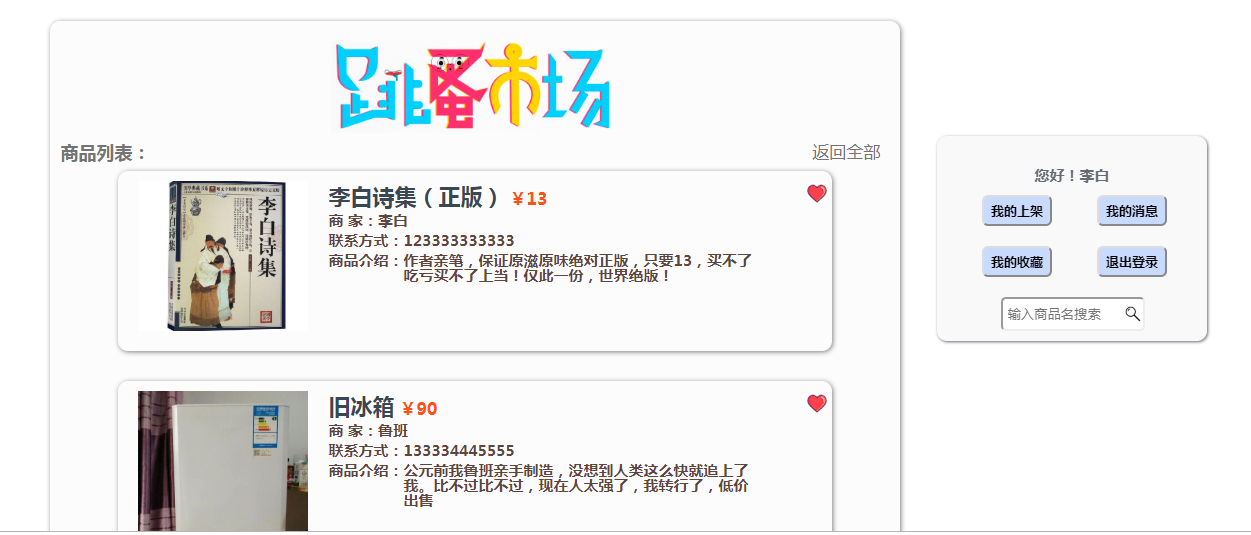 跳蚤市场
商品列表：
返回全部
李白诗集（正版） ￥13
商 家：李白
联系方式：123333333333
商品介绍：作者亲笔，保证原滋原味绝对正版，只要13，买不了
吃亏买不了上当！仅此一份，世界绝版！
李白诗集
旧冰箱 ￥90
商 家：鲁班
联系方式：133334445555
商品介绍：公元前我鲁班亲手制造，没想到人类这么快就追上了
我。比不过比不过，现在人太强了，我转行了，低价
出售
您好！李白
我的上架
我的消息
我的收藏
退出登录
输入商品名搜索